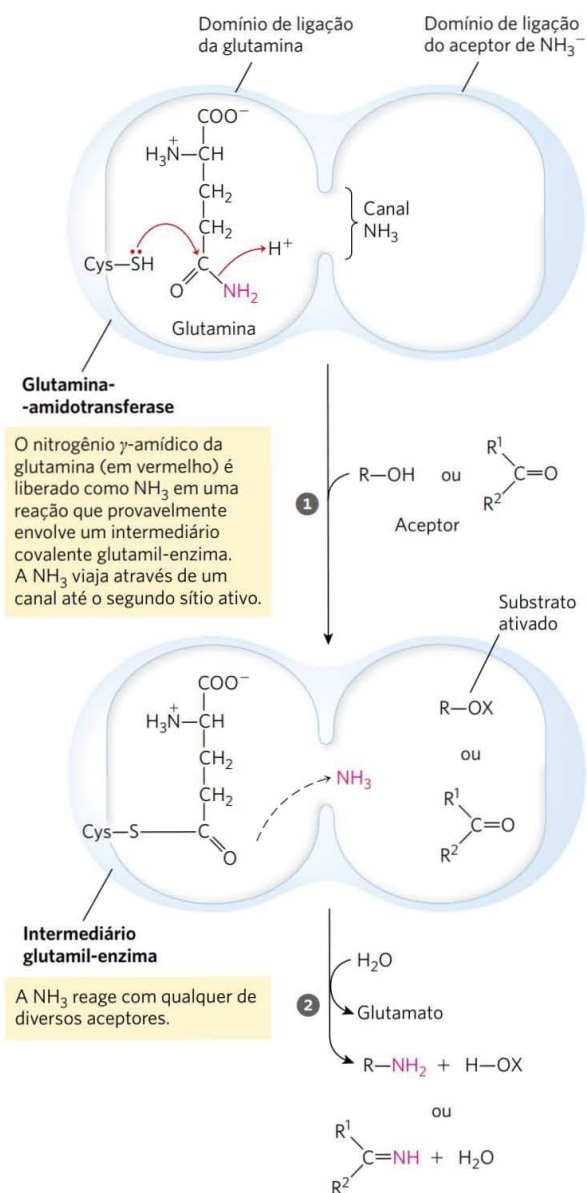 Domínio de ligação
da glutamina
Domínio de ligação
do aceptor de NH₃⁻
COO⁻
H₃N⁺—CH
CH₂
CH₂
Cys—SH
C
H⁺
O
NH₂
Glutamina
Canal
NH₃
Glutamina-
-amidotransferase
O nitrogênio γ-amídico da
glutamina (em vermelho) é
liberado como NH₃ em uma
reação que provavelmente
envolve um intermediário
covalente glutamil-enzima.
A NH₃ viaja através de um
canal até o segundo sítio ativo.
1
R—OH ou
R¹
C=O
R²
Aceptor
Substrato
ativado
COO⁻
H₃N⁺—CH
CH₂
CH₂
Cys—S—C
O
NH₃
R—OX
ou
R¹
C=O
R²
Intermediário
glutamil-enzima
A NH₃ reage com qualquer de
diversos aceptores.
2
H₂O
Glutamato
R—NH₂ + H—OX
ou
R¹
C=NH + H₂O
R²